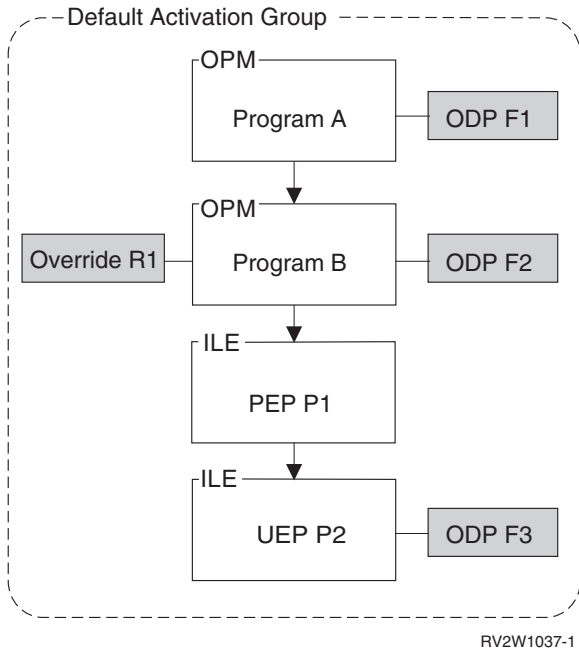 Default Activation Group
OPM
Program A
ODP F1
OPM
Override R1
Program B
ODP F2
ILE
PEP P1
ILE
UEP P2
ODP F3
RV2W1037-1